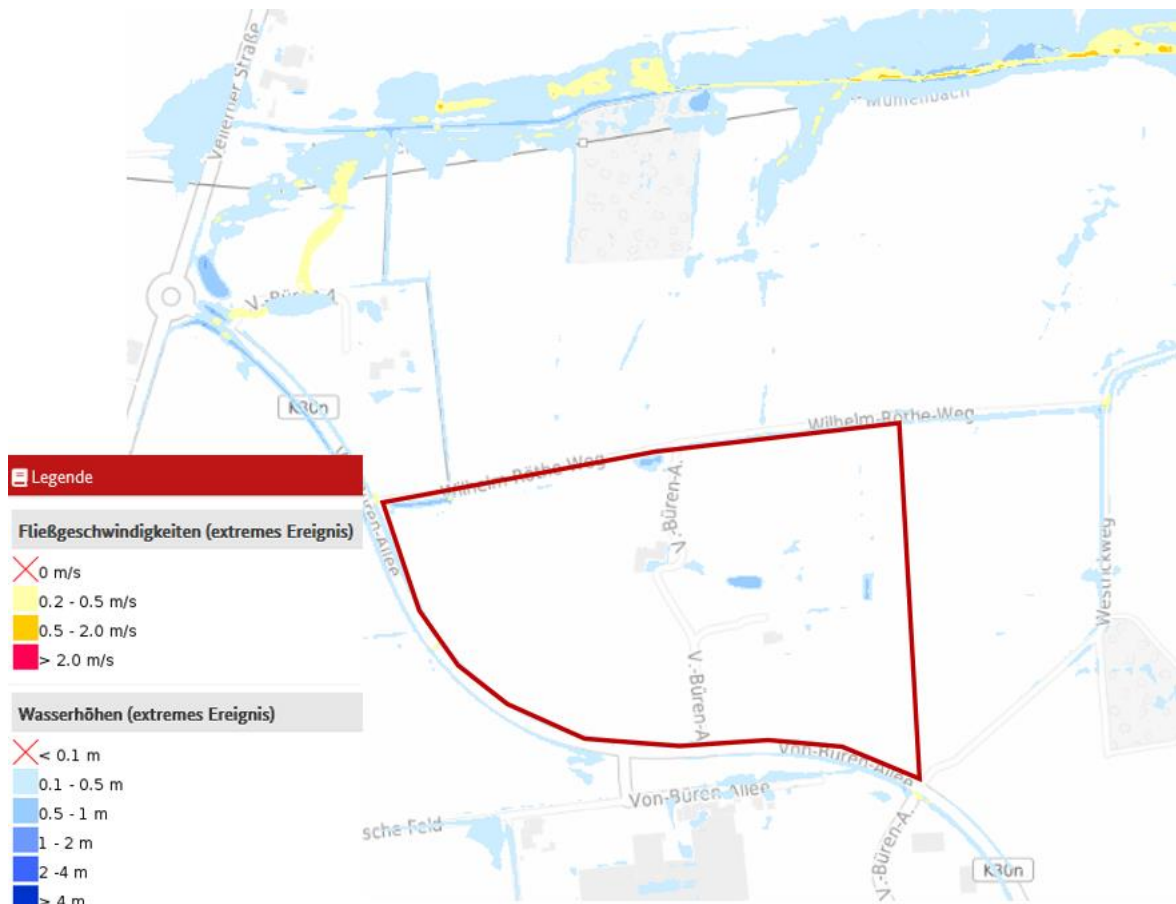 Vellerner Straße
Mühlenbach
V.-Büren-A.
K30n
Wilhelm-Röthe-Weg
Wilhelm-Röthe-Weg
Büren-Allee
V.-Büren-A.
V.-Büren-A.
Westrickweg
Von-Büren-Allee
Von-Büren Allee
sche Feld
V.-Büren-A.
K30n
Legende
Fließgeschwindigkeiten (extremes Ereignis)
0 m/s
0.2 - 0.5 m/s
0.5 - 2.0 m/s
> 2.0 m/s
Wasserhöhen (extremes Ereignis)
< 0.1 m
0.1 - 0.5 m
0.5 - 1 m
1 - 2 m
2 -4 m
> 4 m